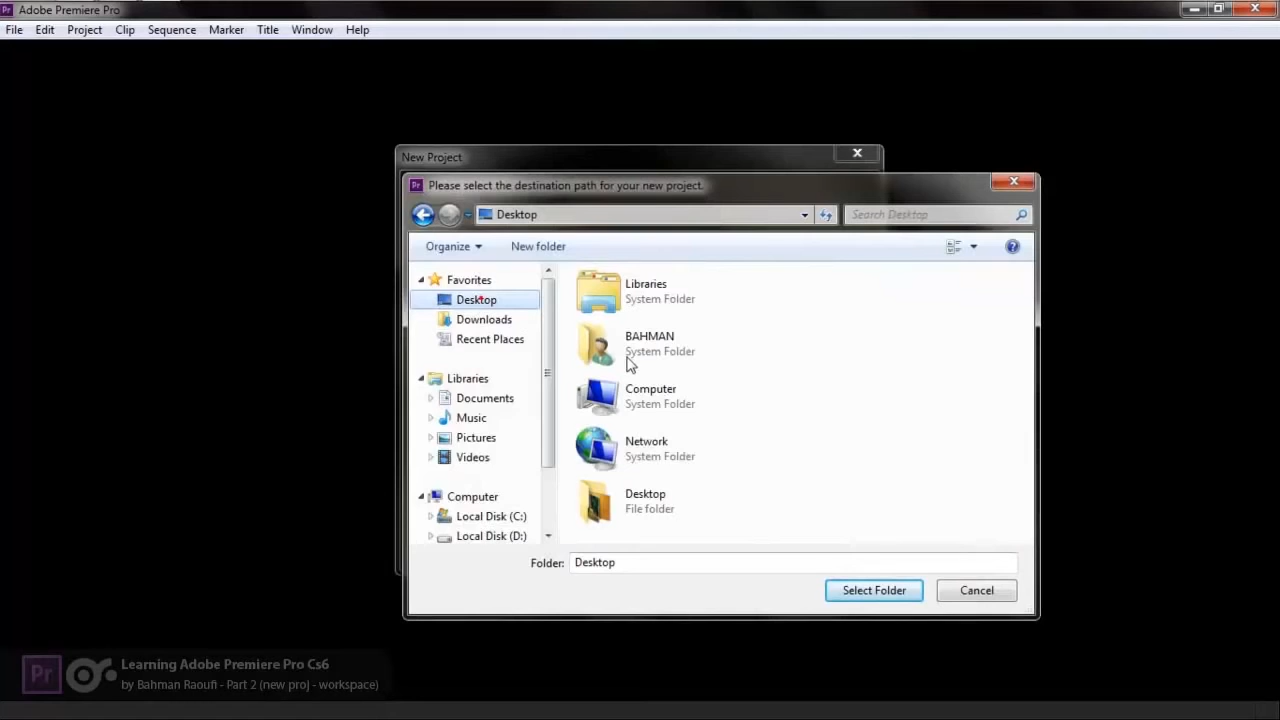 Pr Adobe Premiere Pro
File Edit Project Clip Sequence Marker Title Window Help
New Project
Pr Please select the destination path for your new project.
Desktop
Search Desktop
Organize New folder
Favorites
Desktop
Downloads
Recent Places
Libraries
Documents
Music
Pictures
Videos
Computer
Local Disk (C:)
Local Disk (D:)
Libraries
System Folder
BAHMAN
System Folder
Computer
System Folder
Network
System Folder
Desktop
File folder
Folder: Desktop
Select Folder Cancel
Pr
Learning Adobe Premiere Pro Cs6
by Bahman Raoufi - Part 2 (new proj - workspace)